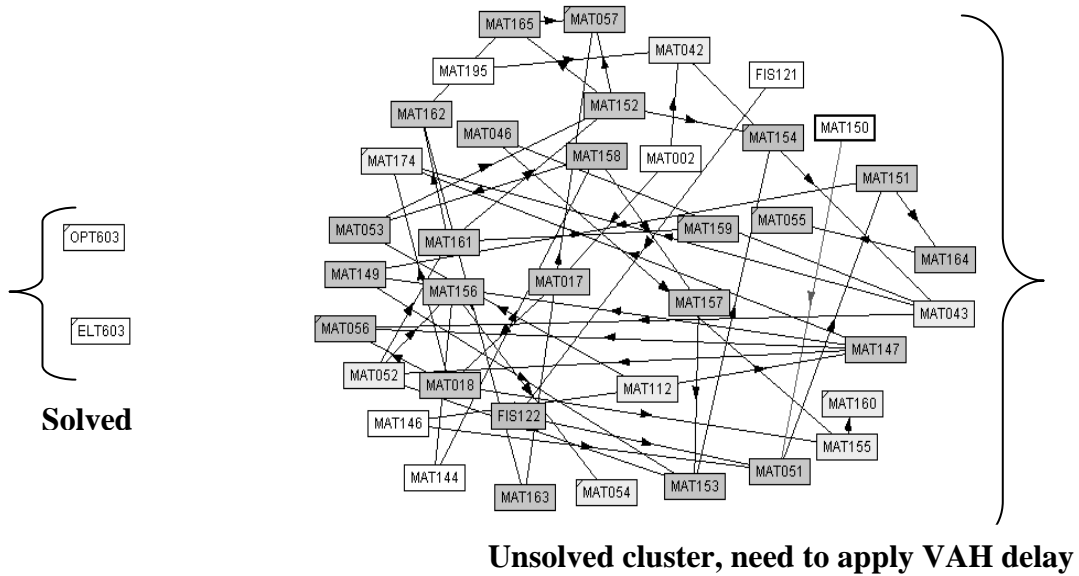 MAT165
MAT057
MAT042
MAT195
FIS121
MAT152
MAT162
MAT046
MAT154
MAT150
MAT174
MAT158
MAT002
MAT151
MAT053
MAT161
MAT159
MAT055
OPT603
MAT149
MAT156
MAT017
MAT164
MAT157
MAT043
ELT603
MAT056
MAT147
MAT052
MAT018
MAT112
MAT160
Solved
MAT146
FIS122
MAT155
MAT144
MAT163
MAT054
MAT153
MAT051
Unsolved cluster, need to apply VAH delay